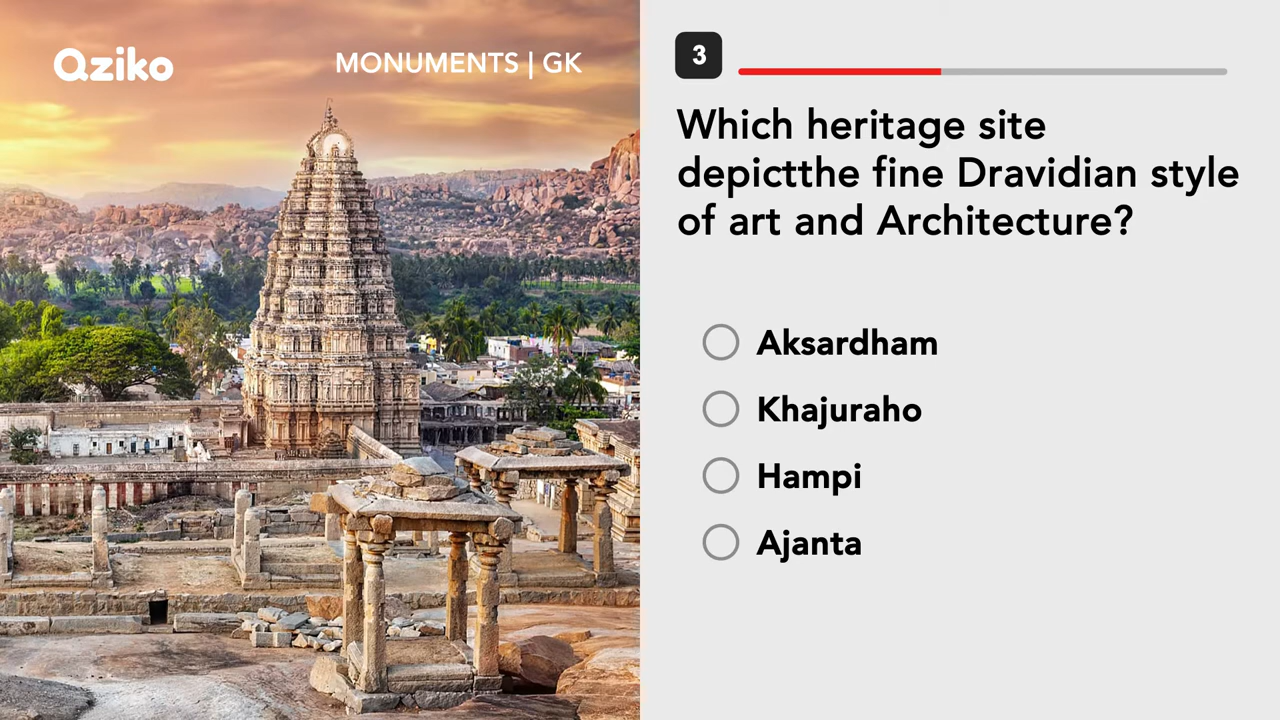 Qziko
MONUMENTS | GK
3
Which heritage site
depictthe fine Dravidian style
of art and Architecture?
Aksardham
Khajuraho
Hampi
Ajanta